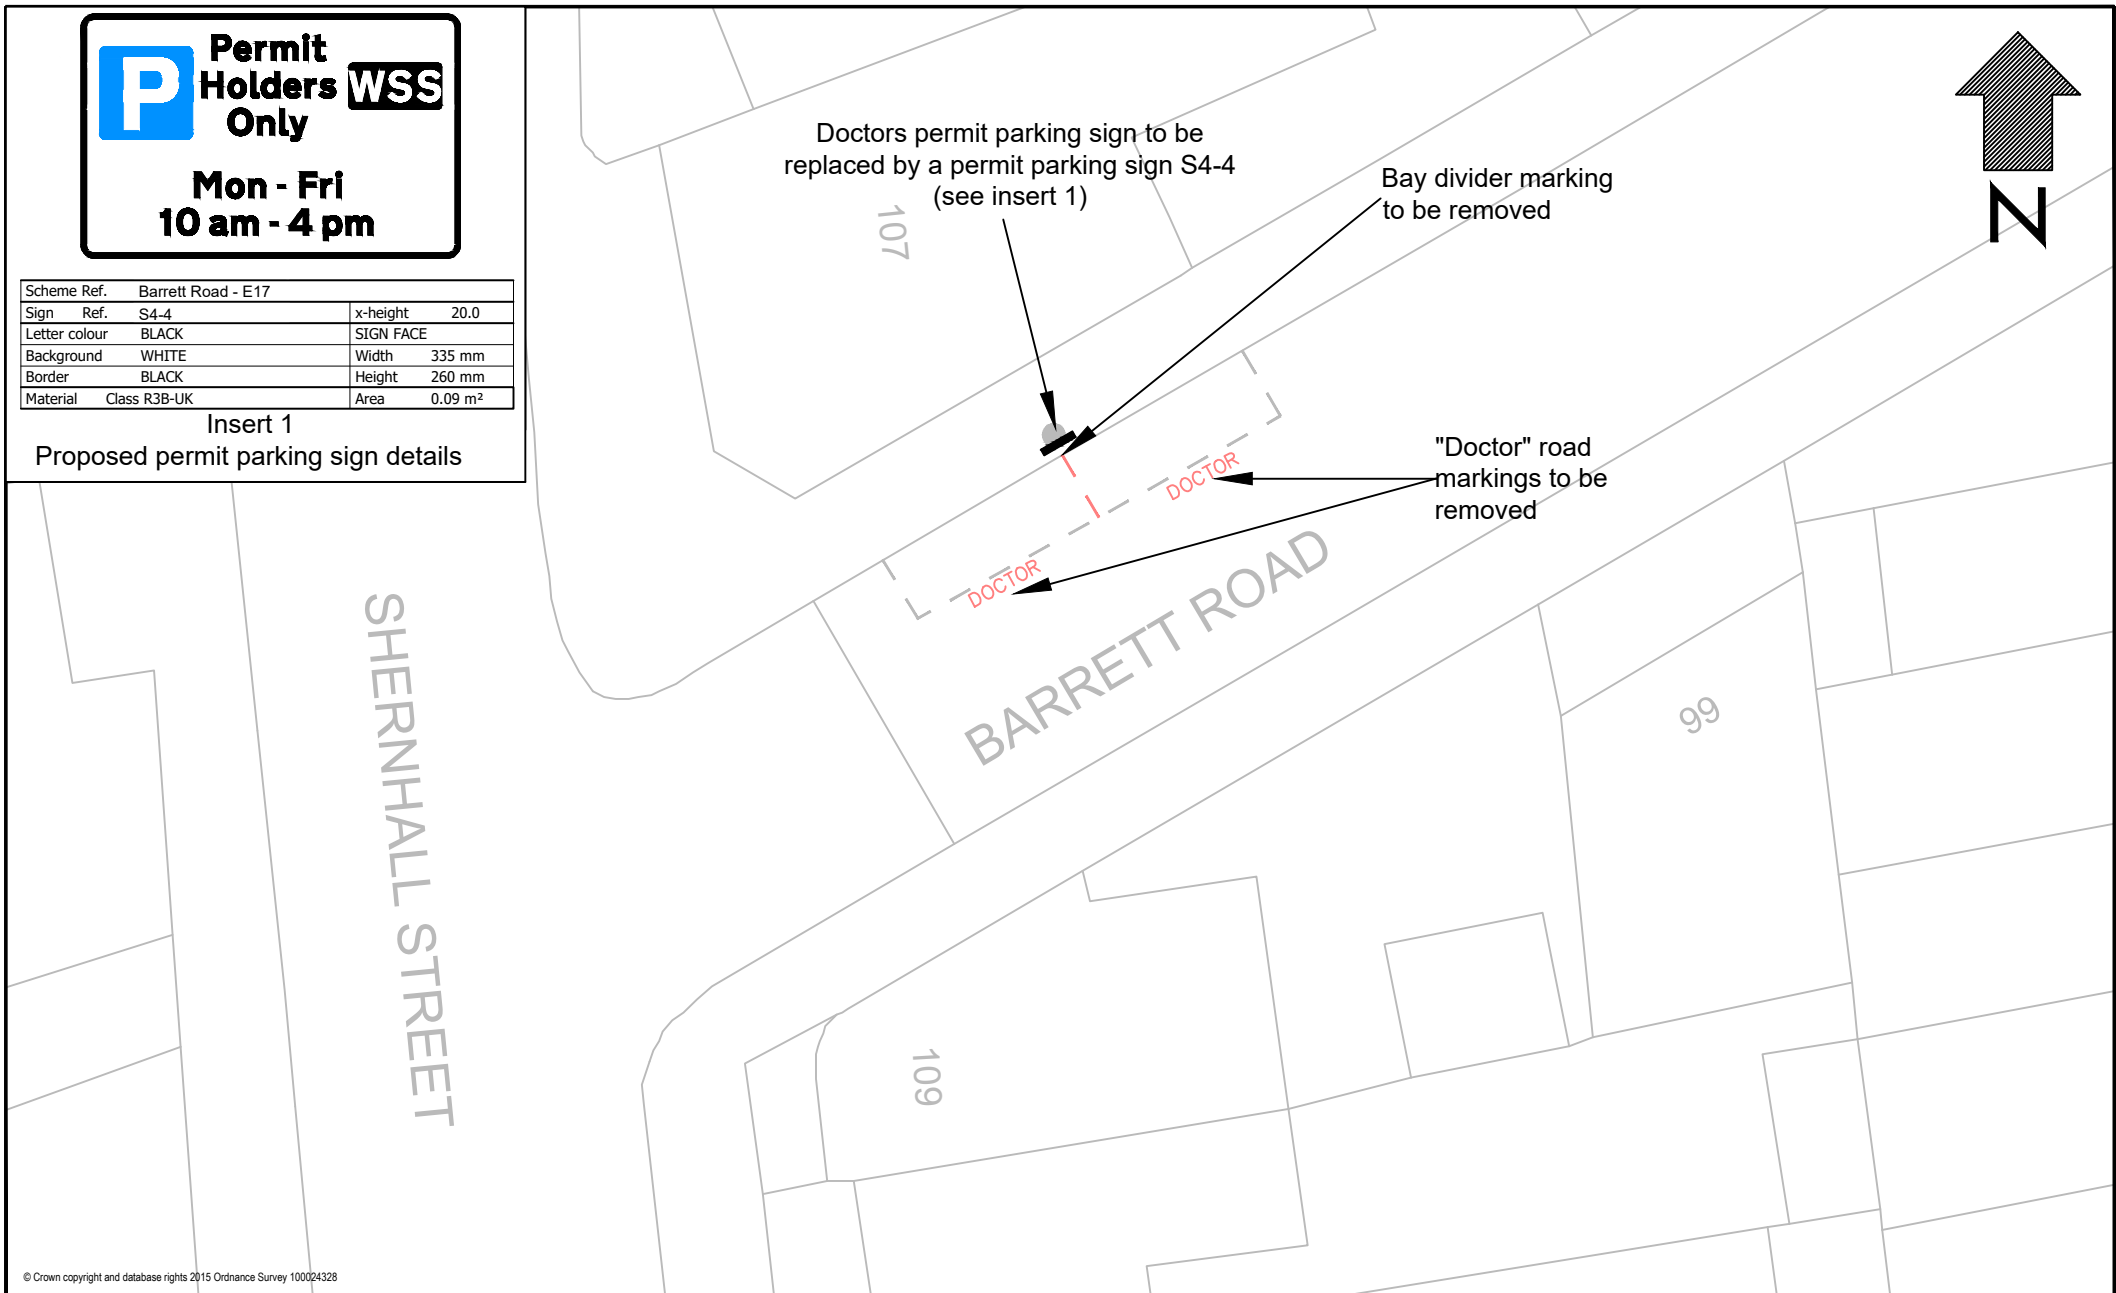 P
Permit
Holders
Only
WSS
Mon - Fri
10 am - 4 pm
Scheme Ref. Barrett Road - E17
Sign Ref. S4-4 x-height 20.0
Letter colour BLACK SIGN FACE
Background WHITE Width 335 mm
Border BLACK Height 260 mm
Material Class R3B-UK Area 0.09 m²
Insert 1
Proposed permit parking sign details
Doctors permit parking sign to be
replaced by a permit parking sign S4-4
(see insert 1)
Bay divider marking
to be removed
N
107
"Doctor" road
markings to be
removed
DOCTOR
DOCTOR
BARRETT ROAD
SHERNHALL STREET
99
109
© Crown copyright and database rights 2015 Ordnance Survey 100024328